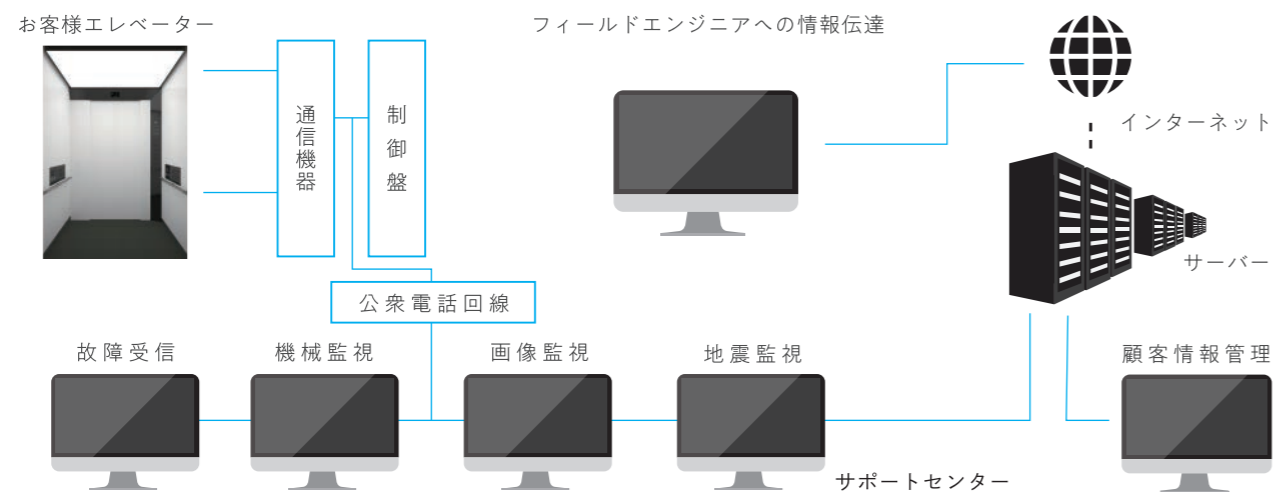 お客様エレベーター
フィールドエンジニアへの情報伝達
通信機器
制御盤
インターネット
サーバー
公衆電話回線
故障受信
機械監視
画像監視
地震監視
顧客情報管理
サポートセンター